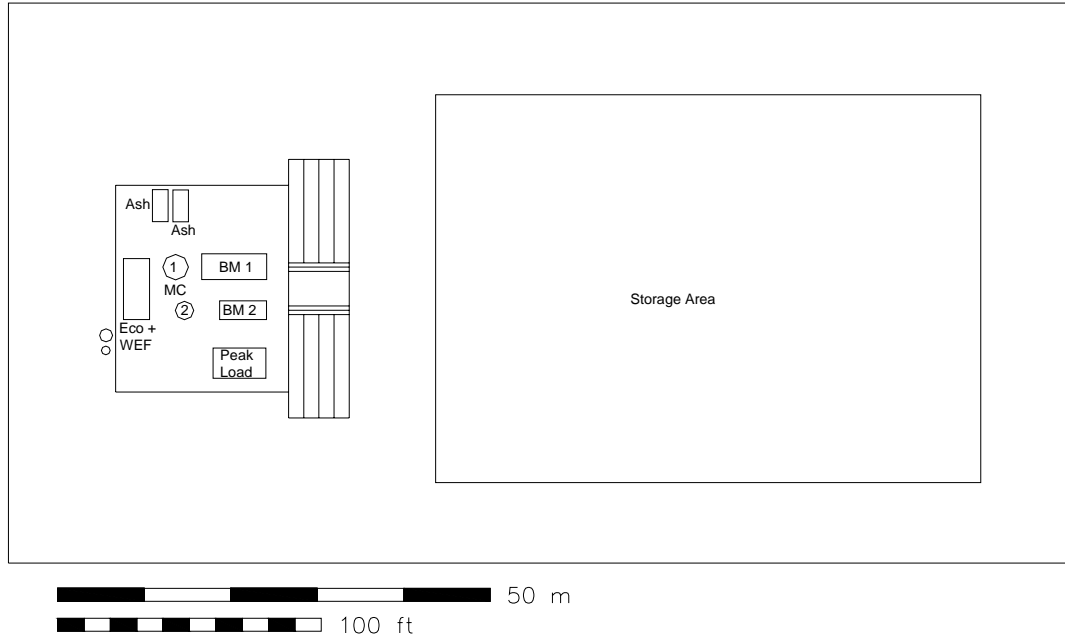 Ash
Ash
1
BM 1
MC
2
BM 2
Eco +
WEF
Peak
Load
Storage Area
50 m
100 ft